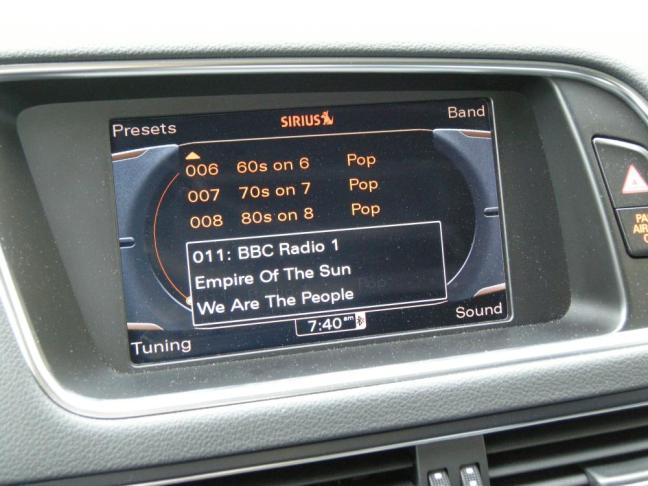 Presets
SIRIUS
Band
006 60s on 6 Pop
007 70s on 7 Pop
008 80s on 8 Pop
011: BBC Radio 1
Empire Of The Sun
We Are The People
7:40 am
Tuning
Sound